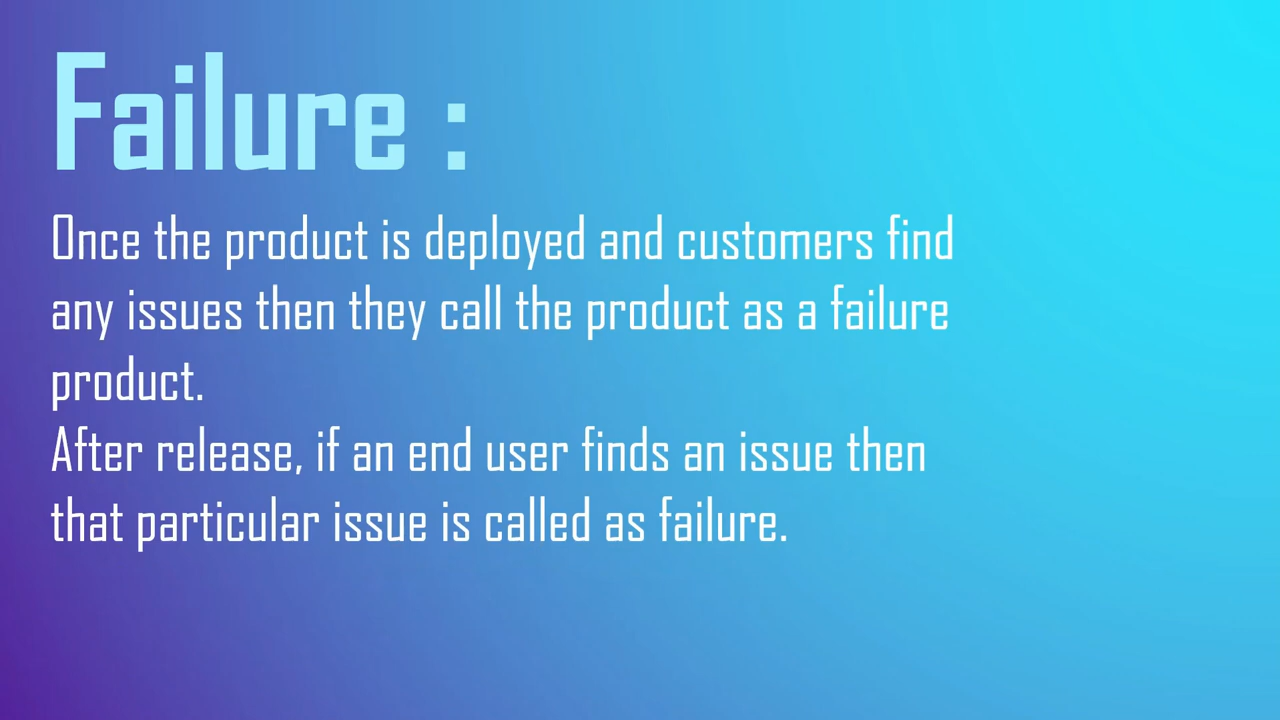 Failure :
Once the product is deployed and customers find
any issues then they call the product as a failure
product.
After release, if an end user finds an issue then
that particular issue is called as failure.